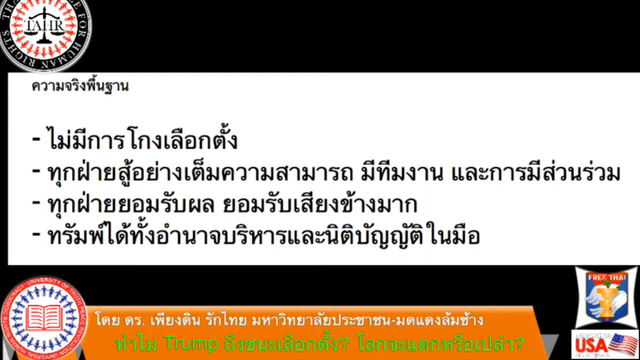 TAHR
FOR HUMAN RIGHTS
ความจริงพื้นฐาน
- ไม่มีการโกงเลือกตั้ง
- ทุกฝ่ายสู้อย่างเต็มความสามารถ มีทีมงาน และการมีส่วนร่วม
- ทุกฝ่ายยอมรับผล ยอมรับเสียงข้างมาก
- ทรัมพ์ได้ทั้งอำนาจบริหารและนิติบัญญัติในมือ
FREE THAI
โดย ดร. เพียงดิน รักไทย มหาวิทยาลัยประชาชน-มดแดงล้มช้าง
ทำไม Trump ถึงชนะเลือกตั้ง? โลกจะแตกหรือเปล่า?
USA